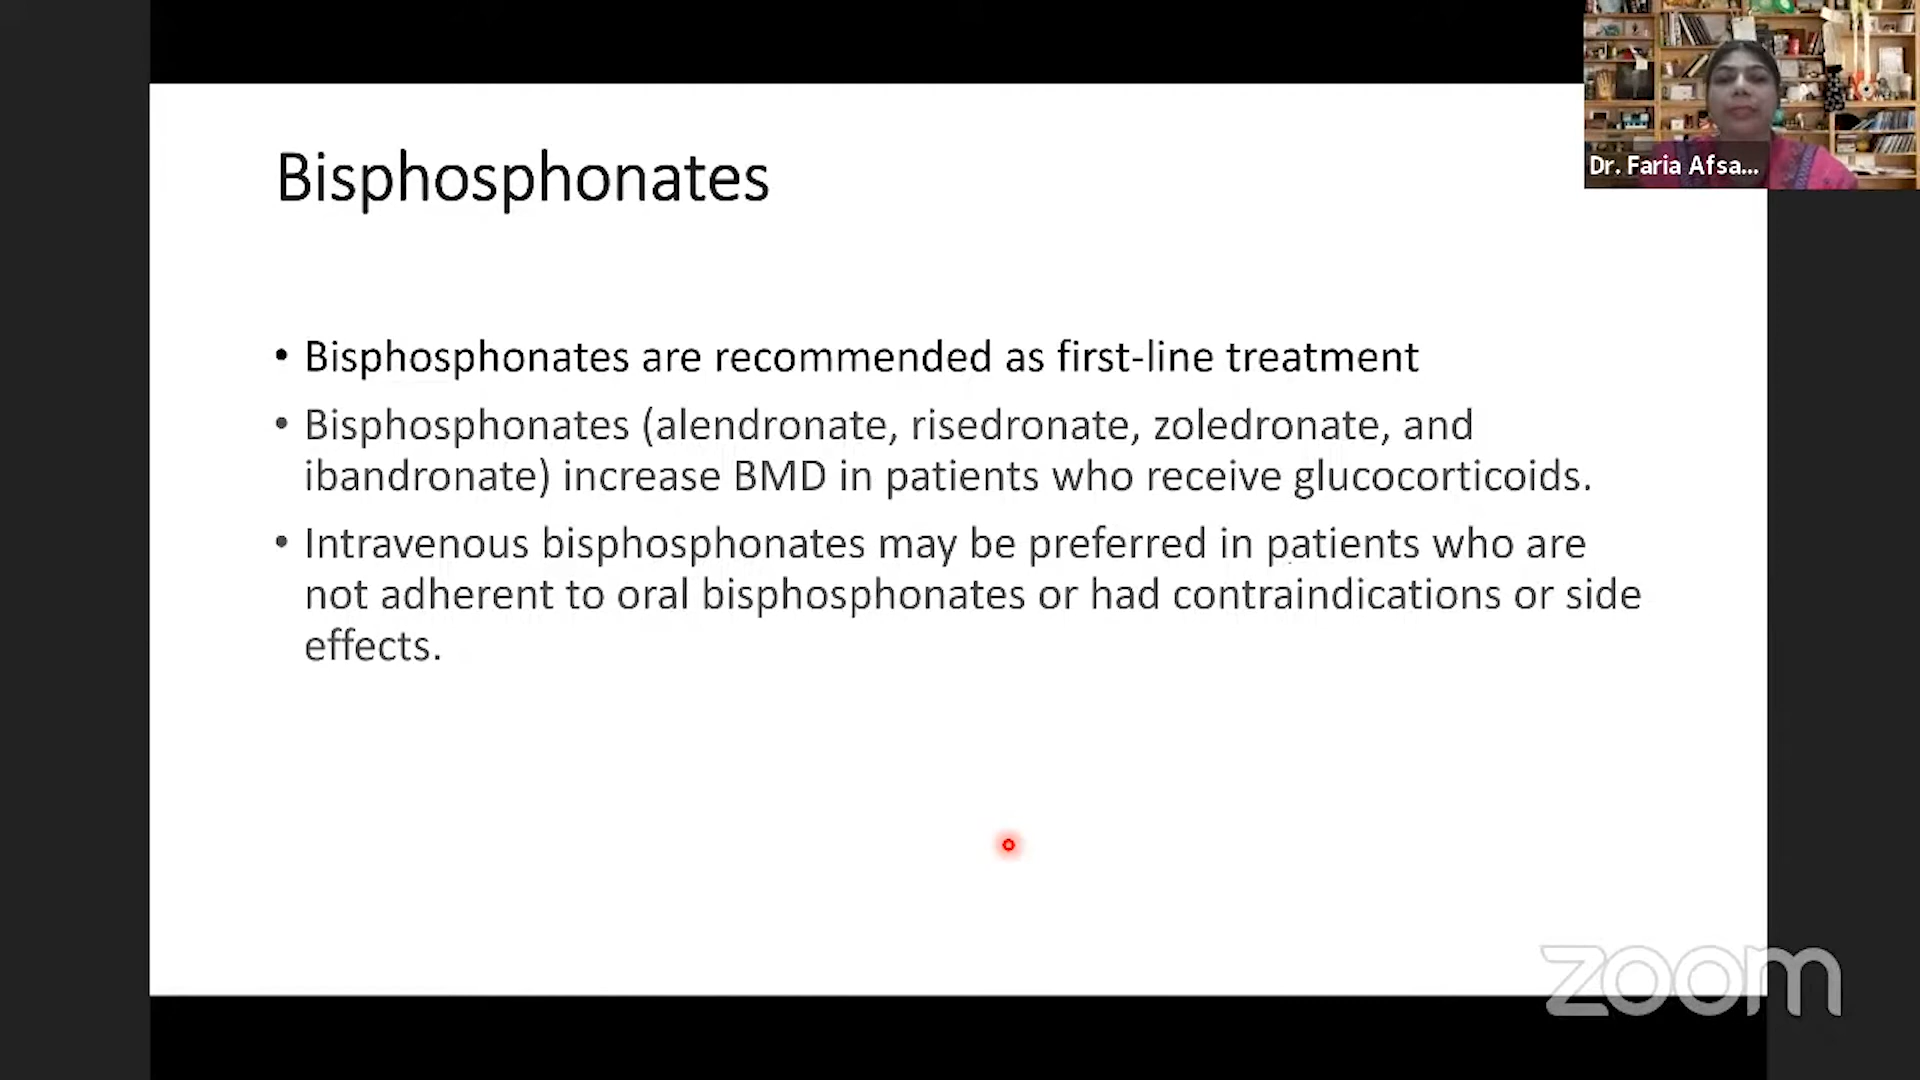 Bisphosphonates
Dr. Faria Afsa...
• Bisphosphonates are recommended as first-line treatment
• Bisphosphonates (alendronate, risedronate, zoledronate, and
ibandronate) increase BMD in patients who receive glucocorticoids.
• Intravenous bisphosphonates may be preferred in patients who are
not adherent to oral bisphosphonates or had contraindications or side
effects.
zoom